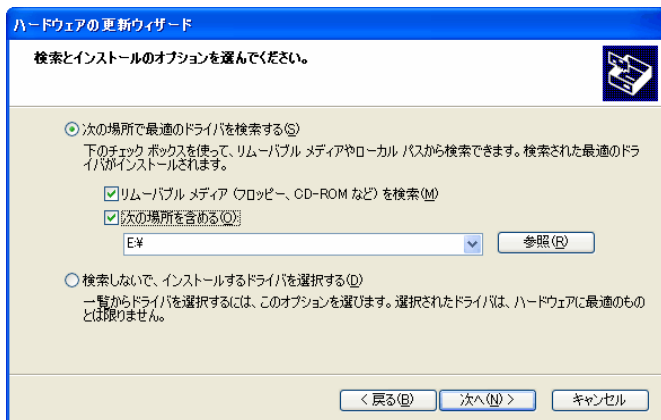 ハードウェアの更新ウィザード
検索とインストールのオプションを選んでください。
次の場所で最適のドライバを検索する(S)
下のチェック ボックスを使って、リムーバブル メディアやローカル パスから検索できます。検索された最適のドラ
イバがインストールされます。
リムーバブル メディア (フロッピー、CD-ROM など) を検索(M)
次の場所を含める(O):
E:¥
参照(R)
検索しないで、インストールするドライバを選択する(D)
一覧からドライバを選択するには、このオプションを選びます。選択されたドライバは、ハードウェアに最適のもの
とは限りません。
< 戻る(B)
次へ(N) >
キャンセル